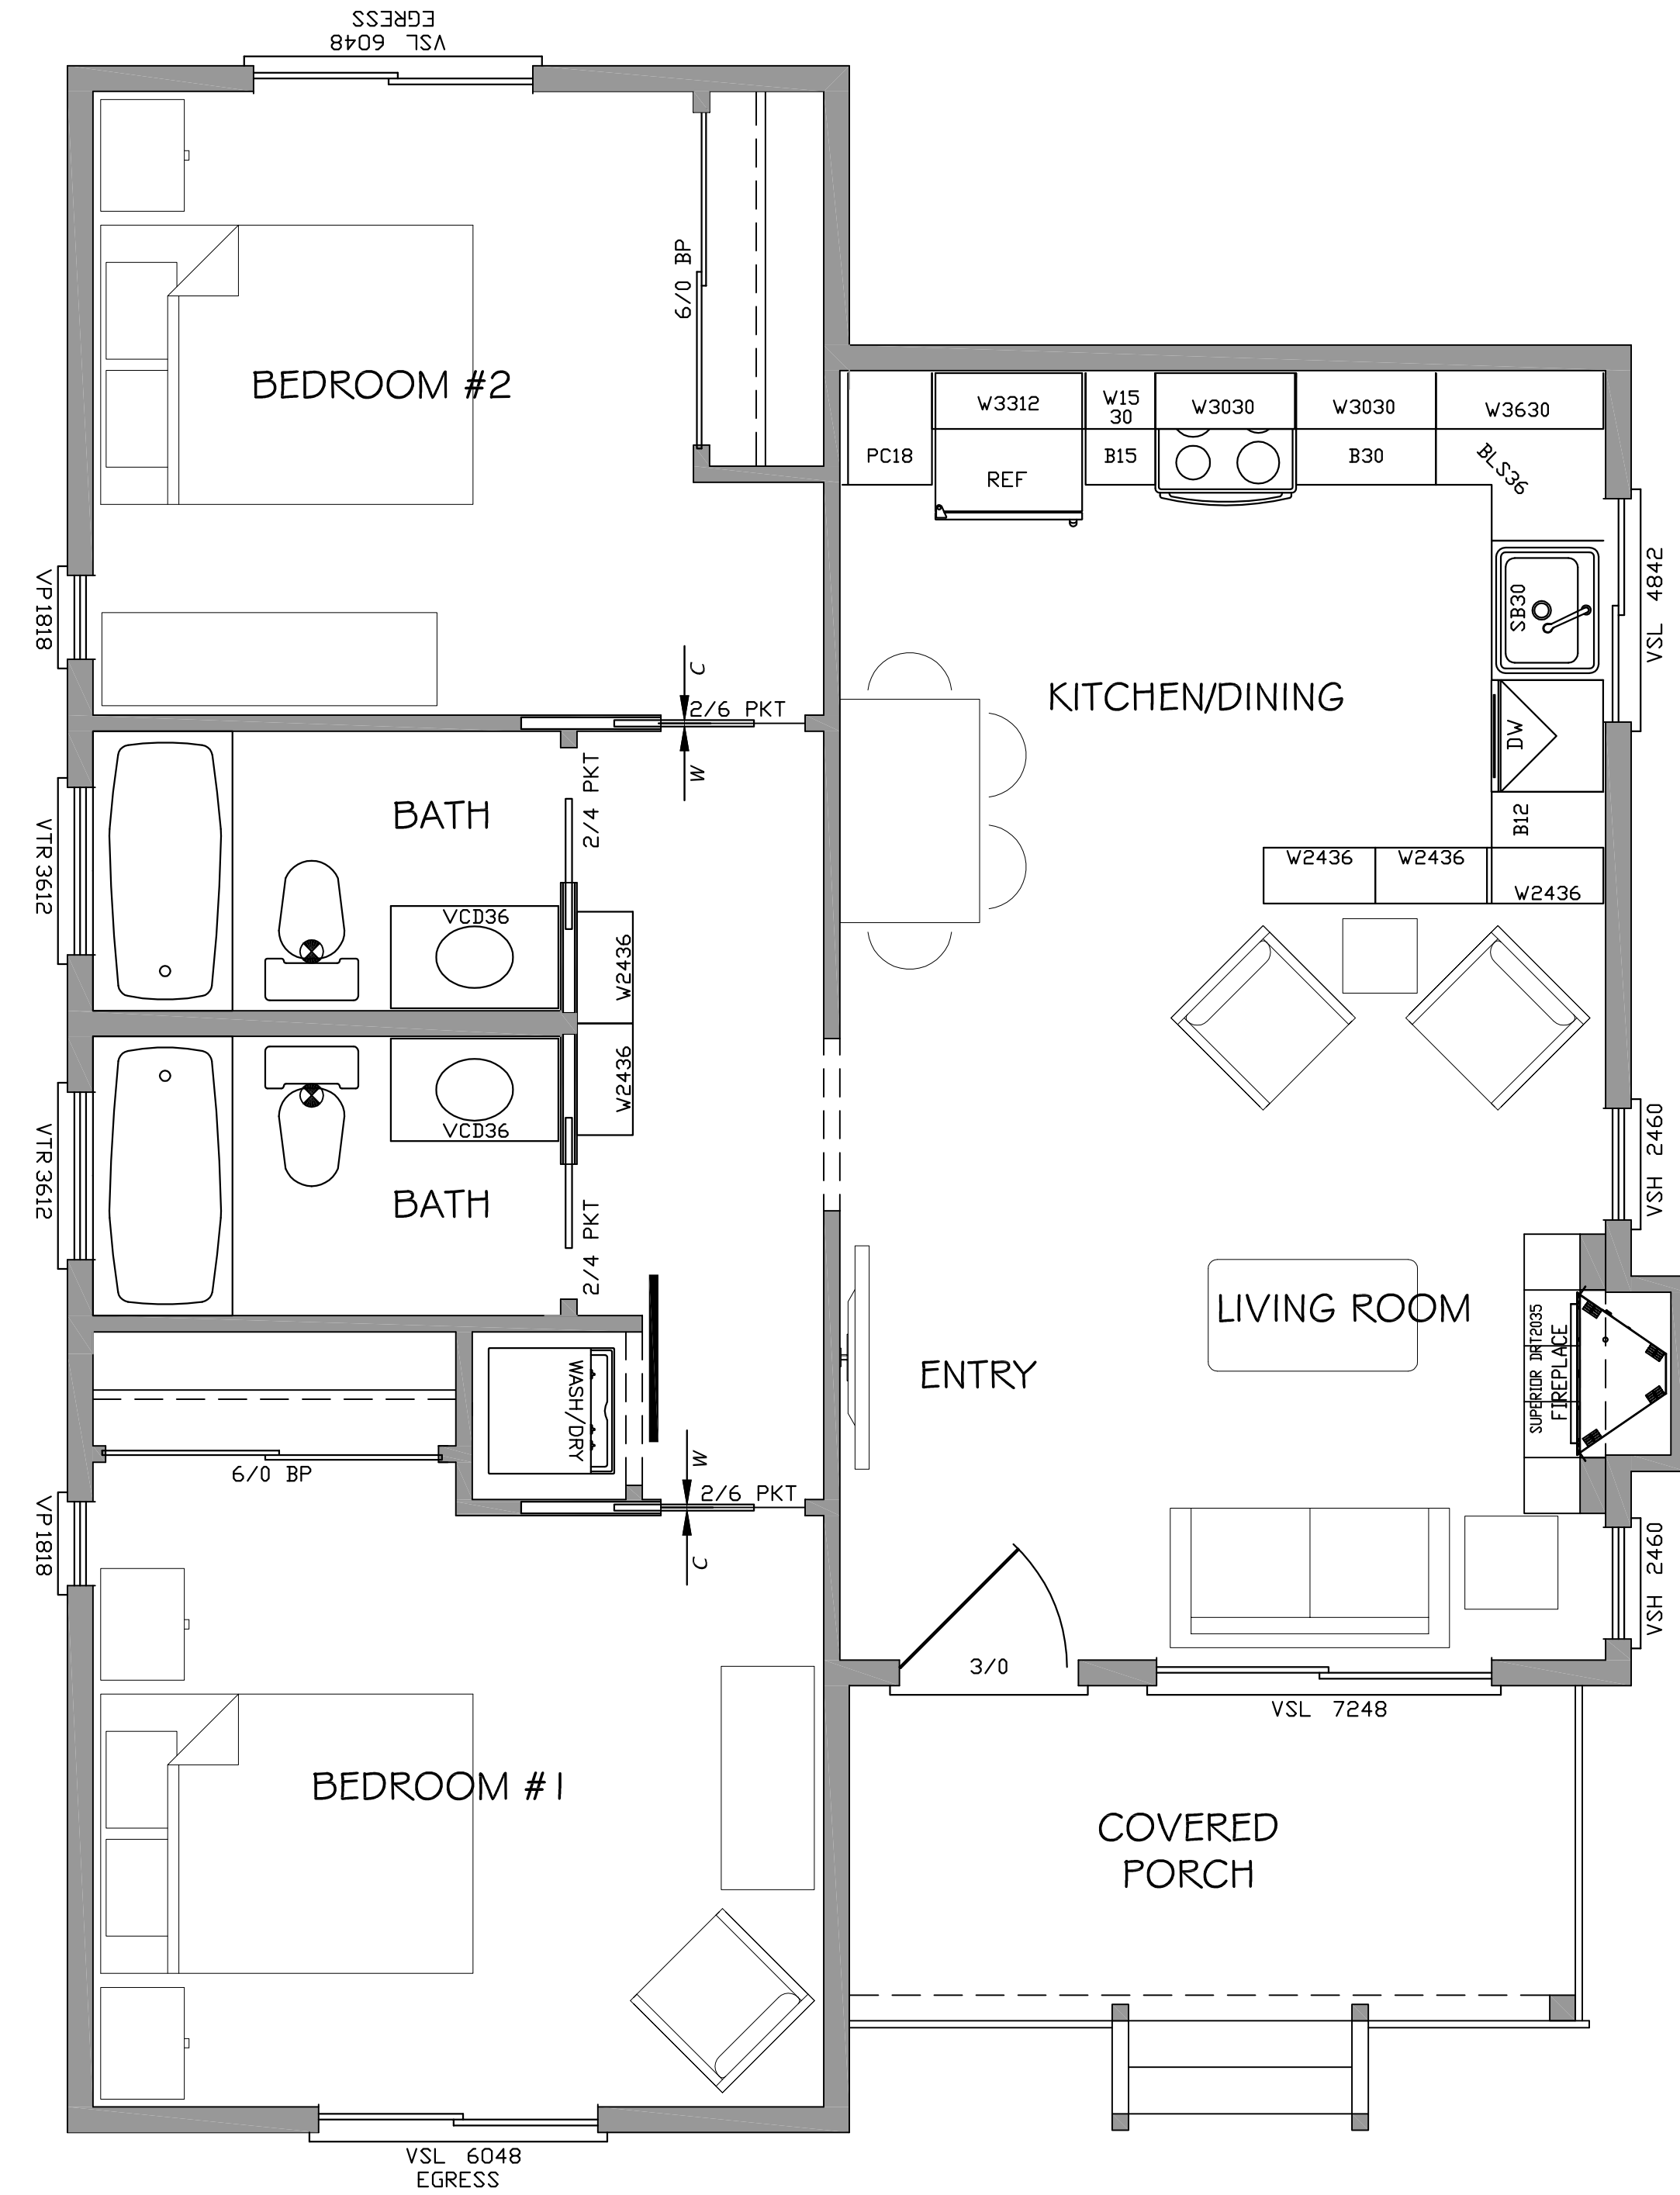 VSL 6048
EGRESS
6/0 BP
BEDROOM #2
W3312
W15
30
W3030
W3030
W3630
PC18
REF
B15
B30
BLS36
VP1818
VSL 4842
SB30
C
2/6 PKT
W
KITCHEN/DINING
DW
2/4 PKT
BATH
B12
VTR 3612
VCD36
W2436
W2436
W2436
W2436
W2436
VCD36
VTR 3612
BATH
2/4 PKT
VSH 2460
LIVING ROOM
SUPERIOR DRT2035
FIREPLACE
ENTRY
WASH/DRY
6/0 BP
W
2/6 PKT
C
VP1818
VSH 2460
3/0
VSL 7248
BEDROOM #1
COVERED
PORCH
VSL 6048
EGRESS